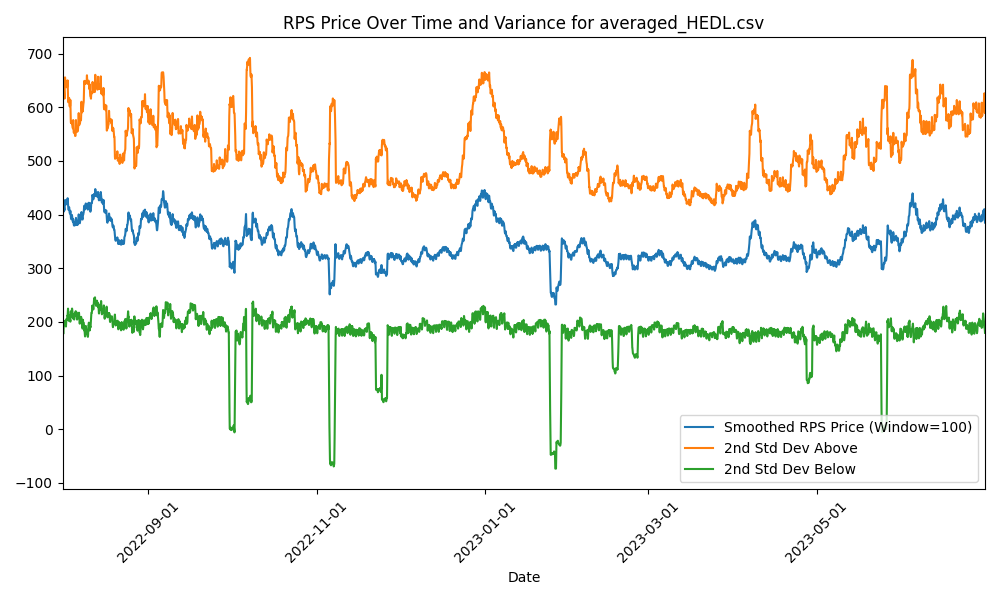 RPS Price Over Time and Variance for averaged_HEDL.csv
700
600
500
400
300
200
100
0
−100
Smoothed RPS Price (Window=100)
2nd Std Dev Above
2nd Std Dev Below
2022-09-01
2022-11-01
2023-01-01
2023-03-01
2023-05-01
Date